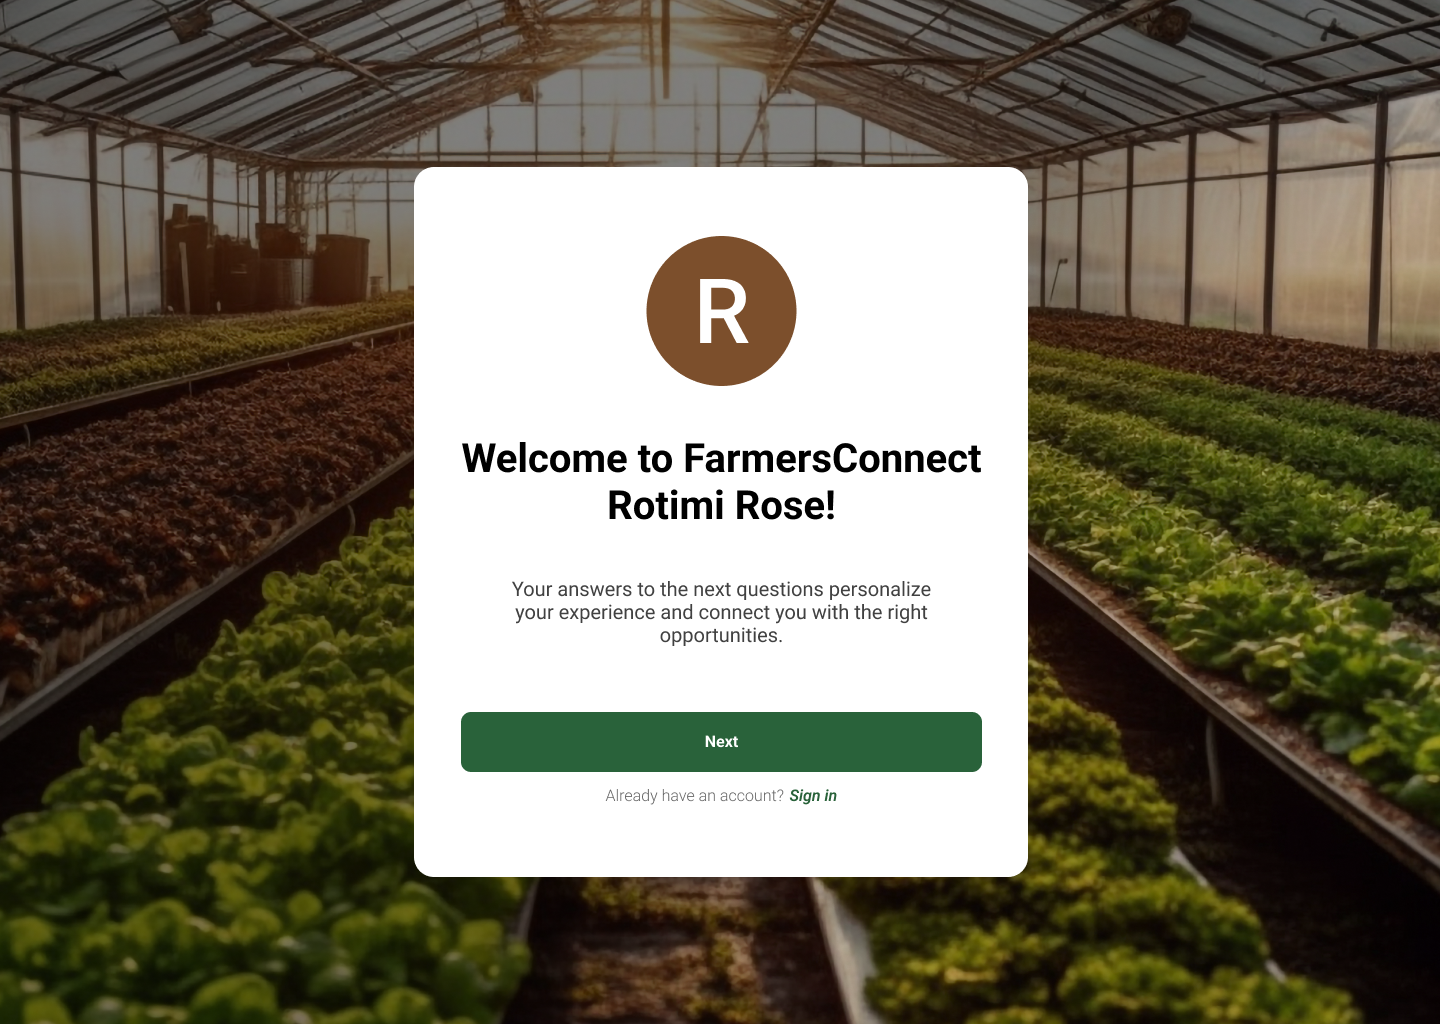 R
Welcome to FarmersConnect
Rotimi Rose!
Your answers to the next questions personalize
your experience and connect you with the right
opportunities.
Next
Already have an account? Sign in